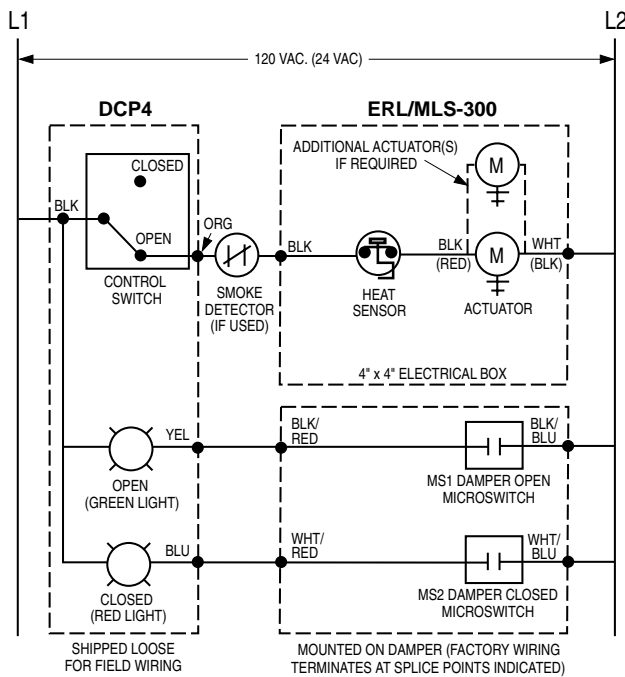 L1
L2
120 VAC. (24 VAC)
DCP4
ERL/MLS-300
CLOSED
BLK
OPEN
ORG
CONTROL
SWITCH
SMOKE
DETECTOR
(IF USED)
ADDITIONAL ACTUATOR(S)
IF REQUIRED
M
BLK
HEAT
SENSOR
BLK
(RED)
M
WHT
(BLK)
ACTUATOR
4" x 4" ELECTRICAL BOX
YEL
OPEN
(GREEN LIGHT)
BLK/
RED
BLK/
BLU
MS1 DAMPER OPEN
MICROSWITCH
BLU
CLOSED
(RED LIGHT)
WHT/
RED
WHT/
BLU
MS2 DAMPER CLOSED
MICROSWITCH
SHIPPED LOOSE
FOR FIELD WIRING
MOUNTED ON DAMPER (FACTORY WIRING
TERMINATES AT SPLICE POINTS INDICATED)